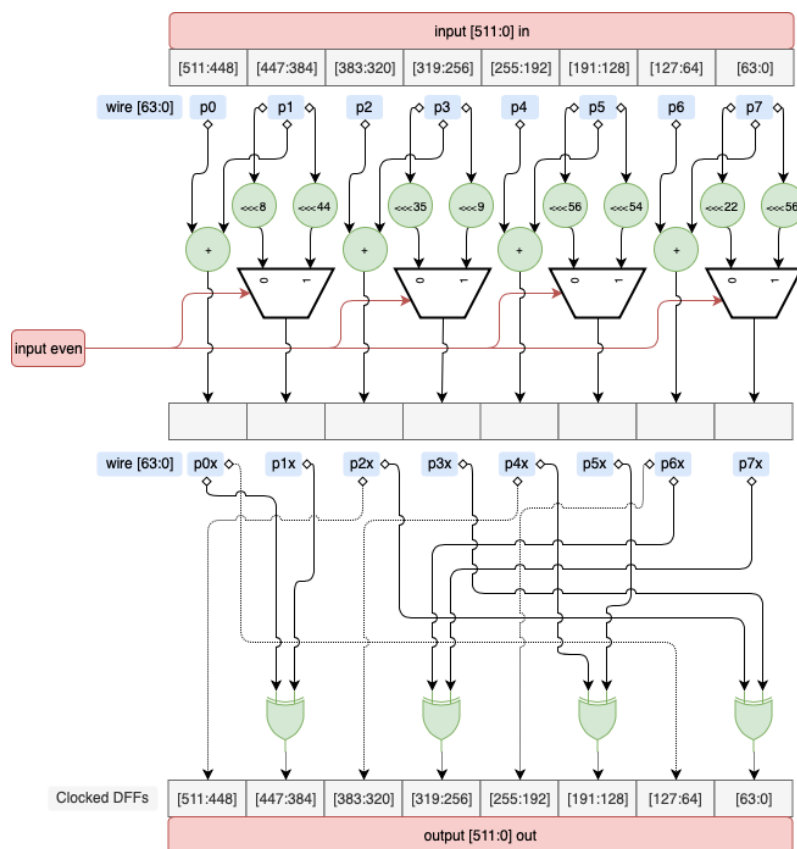 input [511:0] in
[511:448] [447:384] [383:320] [319:256] [255:192] [191:128] [127:64] [63:0]
wire [63:0] p0 p1 p2 p3 p4 p5 p6 p7
<<<8 <<<44 <<<35 <<<9 <<<56 <<<54 <<<22 <<<56
+ + + +
0 1 0 1 0 1 0 1
input even
wire [63:0] p0x p1x p2x p3x p4x p5x p6x p7x
Clocked DFFs [511:448] [447:384] [383:320] [319:256] [255:192] [191:128] [127:64] [63:0]
output [511:0] out